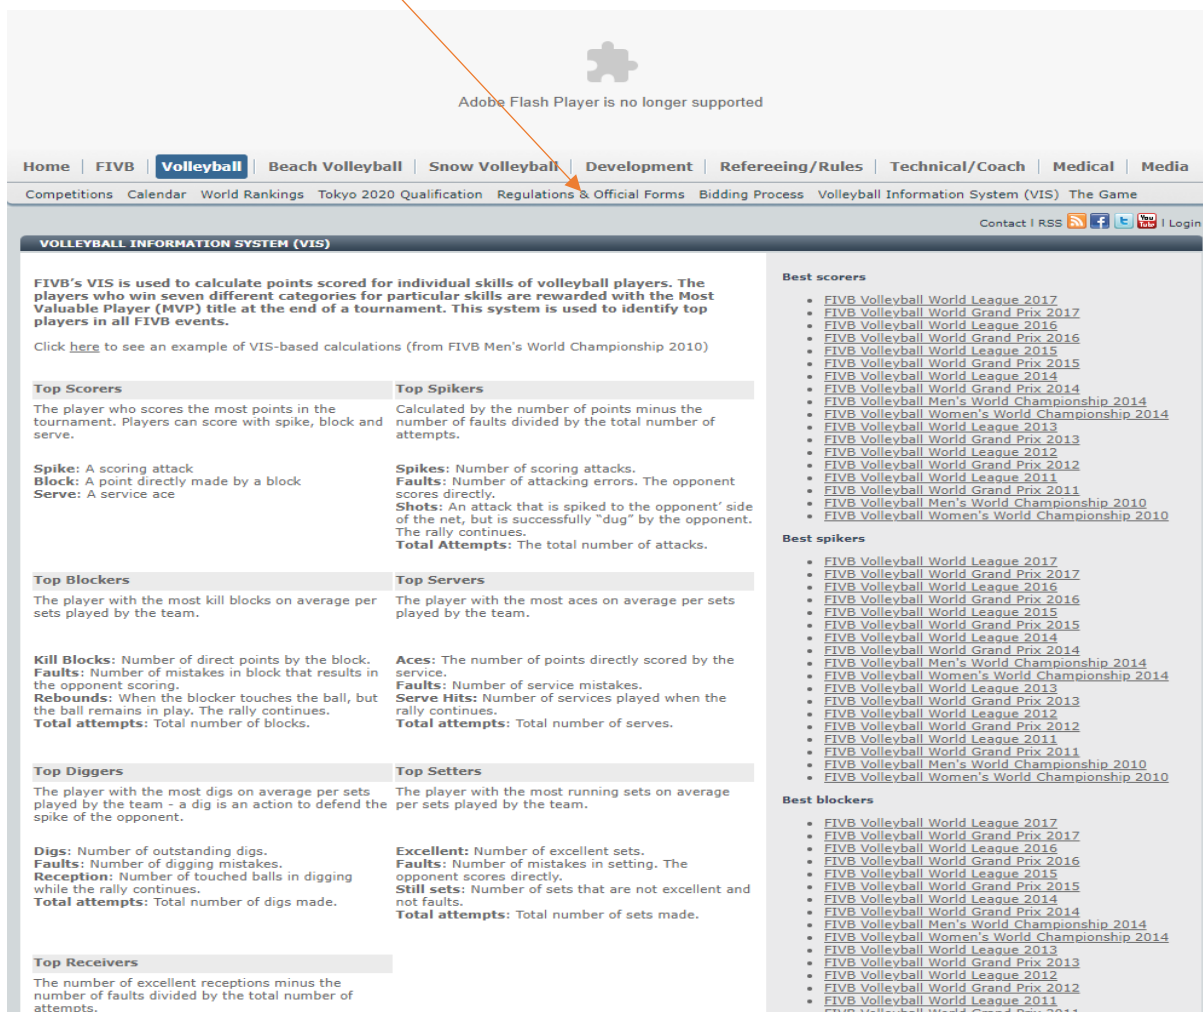 Adobe Flash Player is no longer supported
Home | FIVB | Volleyball | Beach Volleyball | Snow Volleyball | Development | Refereeing/Rules | Technical/Coach | Medical | Media
Competitions Calendar World Rankings Tokyo 2020 Qualification Regulations & Official Forms Bidding Process Volleyball Information System (VIS) The Game
Contact | RSS You Tube | Login
VOLLEYBALL INFORMATION SYSTEM (VIS)
FIVB's VIS is used to calculate points scored for individual skills of volleyball players. The
players who win seven different categories for particular skills are rewarded with the Most
Valuable Player (MVP) title at the end of a tournament. This system is used to identify top
players in all FIVB events.
Click here to see an example of VIS-based calculations (from FIVB Men's World Championship 2010)
Top Scorers
The player who scores the most points in the
tournament. Players can score with spike, block and
serve.
Spike: A scoring attack
Block: A point directly made by a block
Serve: A service ace
Top Spikers
Calculated by the number of points minus the
number of faults divided by the total number of
attempts.
Spikes: Number of scoring attacks.
Faults: Number of attacking errors. The opponent
scores directly.
Shots: An attack that is spiked to the opponent' side
of the net, but is successfully "dug" by the opponent.
The rally continues.
Total Attempts: The total number of attacks.
Top Blockers
The player with the most kill blocks on average per
sets played by the team.
Kill Blocks: Number of direct points by the block.
Faults: Number of mistakes in block that results in
the opponent scoring.
Rebounds: When the blocker touches the ball, but
the ball remains in play. The rally continues.
Total attempts: Total number of blocks.
Top Servers
The player with the most aces on average per sets
played by the team.
Aces: The number of points directly scored by the
service.
Faults: Number of service mistakes.
Serve Hits: Number of services played when the
rally continues.
Total attempts: Total number of serves.
Top Diggers
The player with the most digs on average per sets
played by the team - a dig is an action to defend the
spike of the opponent.
Digs: Number of outstanding digs.
Faults: Number of digging mistakes.
Reception: Number of touched balls in digging
while the rally continues.
Total attempts: Total number of digs made.
Top Setters
The player with the most running sets on average
per sets played by the team.
Excellent: Number of excellent sets.
Faults: Number of mistakes in setting. The
opponent scores directly.
Still sets: Number of sets that are not excellent and
not faults.
Total attempts: Total number of sets made.
Top Receivers
The number of excellent receptions minus the
number of faults divided by the total number of
attempts.
Best scorers
FIVB Volleyball World League 2017
FIVB Volleyball World Grand Prix 2017
FIVB Volleyball World League 2016
FIVB Volleyball World Grand Prix 2016
FIVB Volleyball World League 2015
FIVB Volleyball World Grand Prix 2015
FIVB Volleyball World League 2014
FIVB Volleyball World Grand Prix 2014
FIVB Volleyball Men's World Championship 2014
FIVB Volleyball Women's World Championship 2014
FIVB Volleyball World League 2013
FIVB Volleyball World Grand Prix 2013
FIVB Volleyball World League 2012
FIVB Volleyball World Grand Prix 2012
FIVB Volleyball World League 2011
FIVB Volleyball World Grand Prix 2011
FIVB Volleyball Men's World Championship 2010
FIVB Volleyball Women's World Championship 2010
Best spikers
FIVB Volleyball World League 2017
FIVB Volleyball World Grand Prix 2017
FIVB Volleyball World League 2016
FIVB Volleyball World Grand Prix 2016
FIVB Volleyball World League 2015
FIVB Volleyball World Grand Prix 2015
FIVB Volleyball World League 2014
FIVB Volleyball World Grand Prix 2014
FIVB Volleyball Men's World Championship 2014
FIVB Volleyball Women's World Championship 2014
FIVB Volleyball World League 2013
FIVB Volleyball World Grand Prix 2013
FIVB Volleyball World League 2012
FIVB Volleyball World Grand Prix 2012
FIVB Volleyball World League 2011
FIVB Volleyball World Grand Prix 2011
FIVB Volleyball Men's World Championship 2010
FIVB Volleyball Women's World Championship 2010
Best blockers
FIVB Volleyball World League 2017
FIVB Volleyball World Grand Prix 2017
FIVB Volleyball World League 2016
FIVB Volleyball World Grand Prix 2016
FIVB Volleyball World League 2015
FIVB Volleyball World Grand Prix 2015
FIVB Volleyball World League 2014
FIVB Volleyball World Grand Prix 2014
FIVB Volleyball Men's World Championship 2014
FIVB Volleyball Women's World Championship 2014
FIVB Volleyball World League 2013
FIVB Volleyball World Grand Prix 2013
FIVB Volleyball World League 2012
FIVB Volleyball World Grand Prix 2012
FIVB Volleyball World League 2011
FIVB Volleyball World Grand Prix 2011